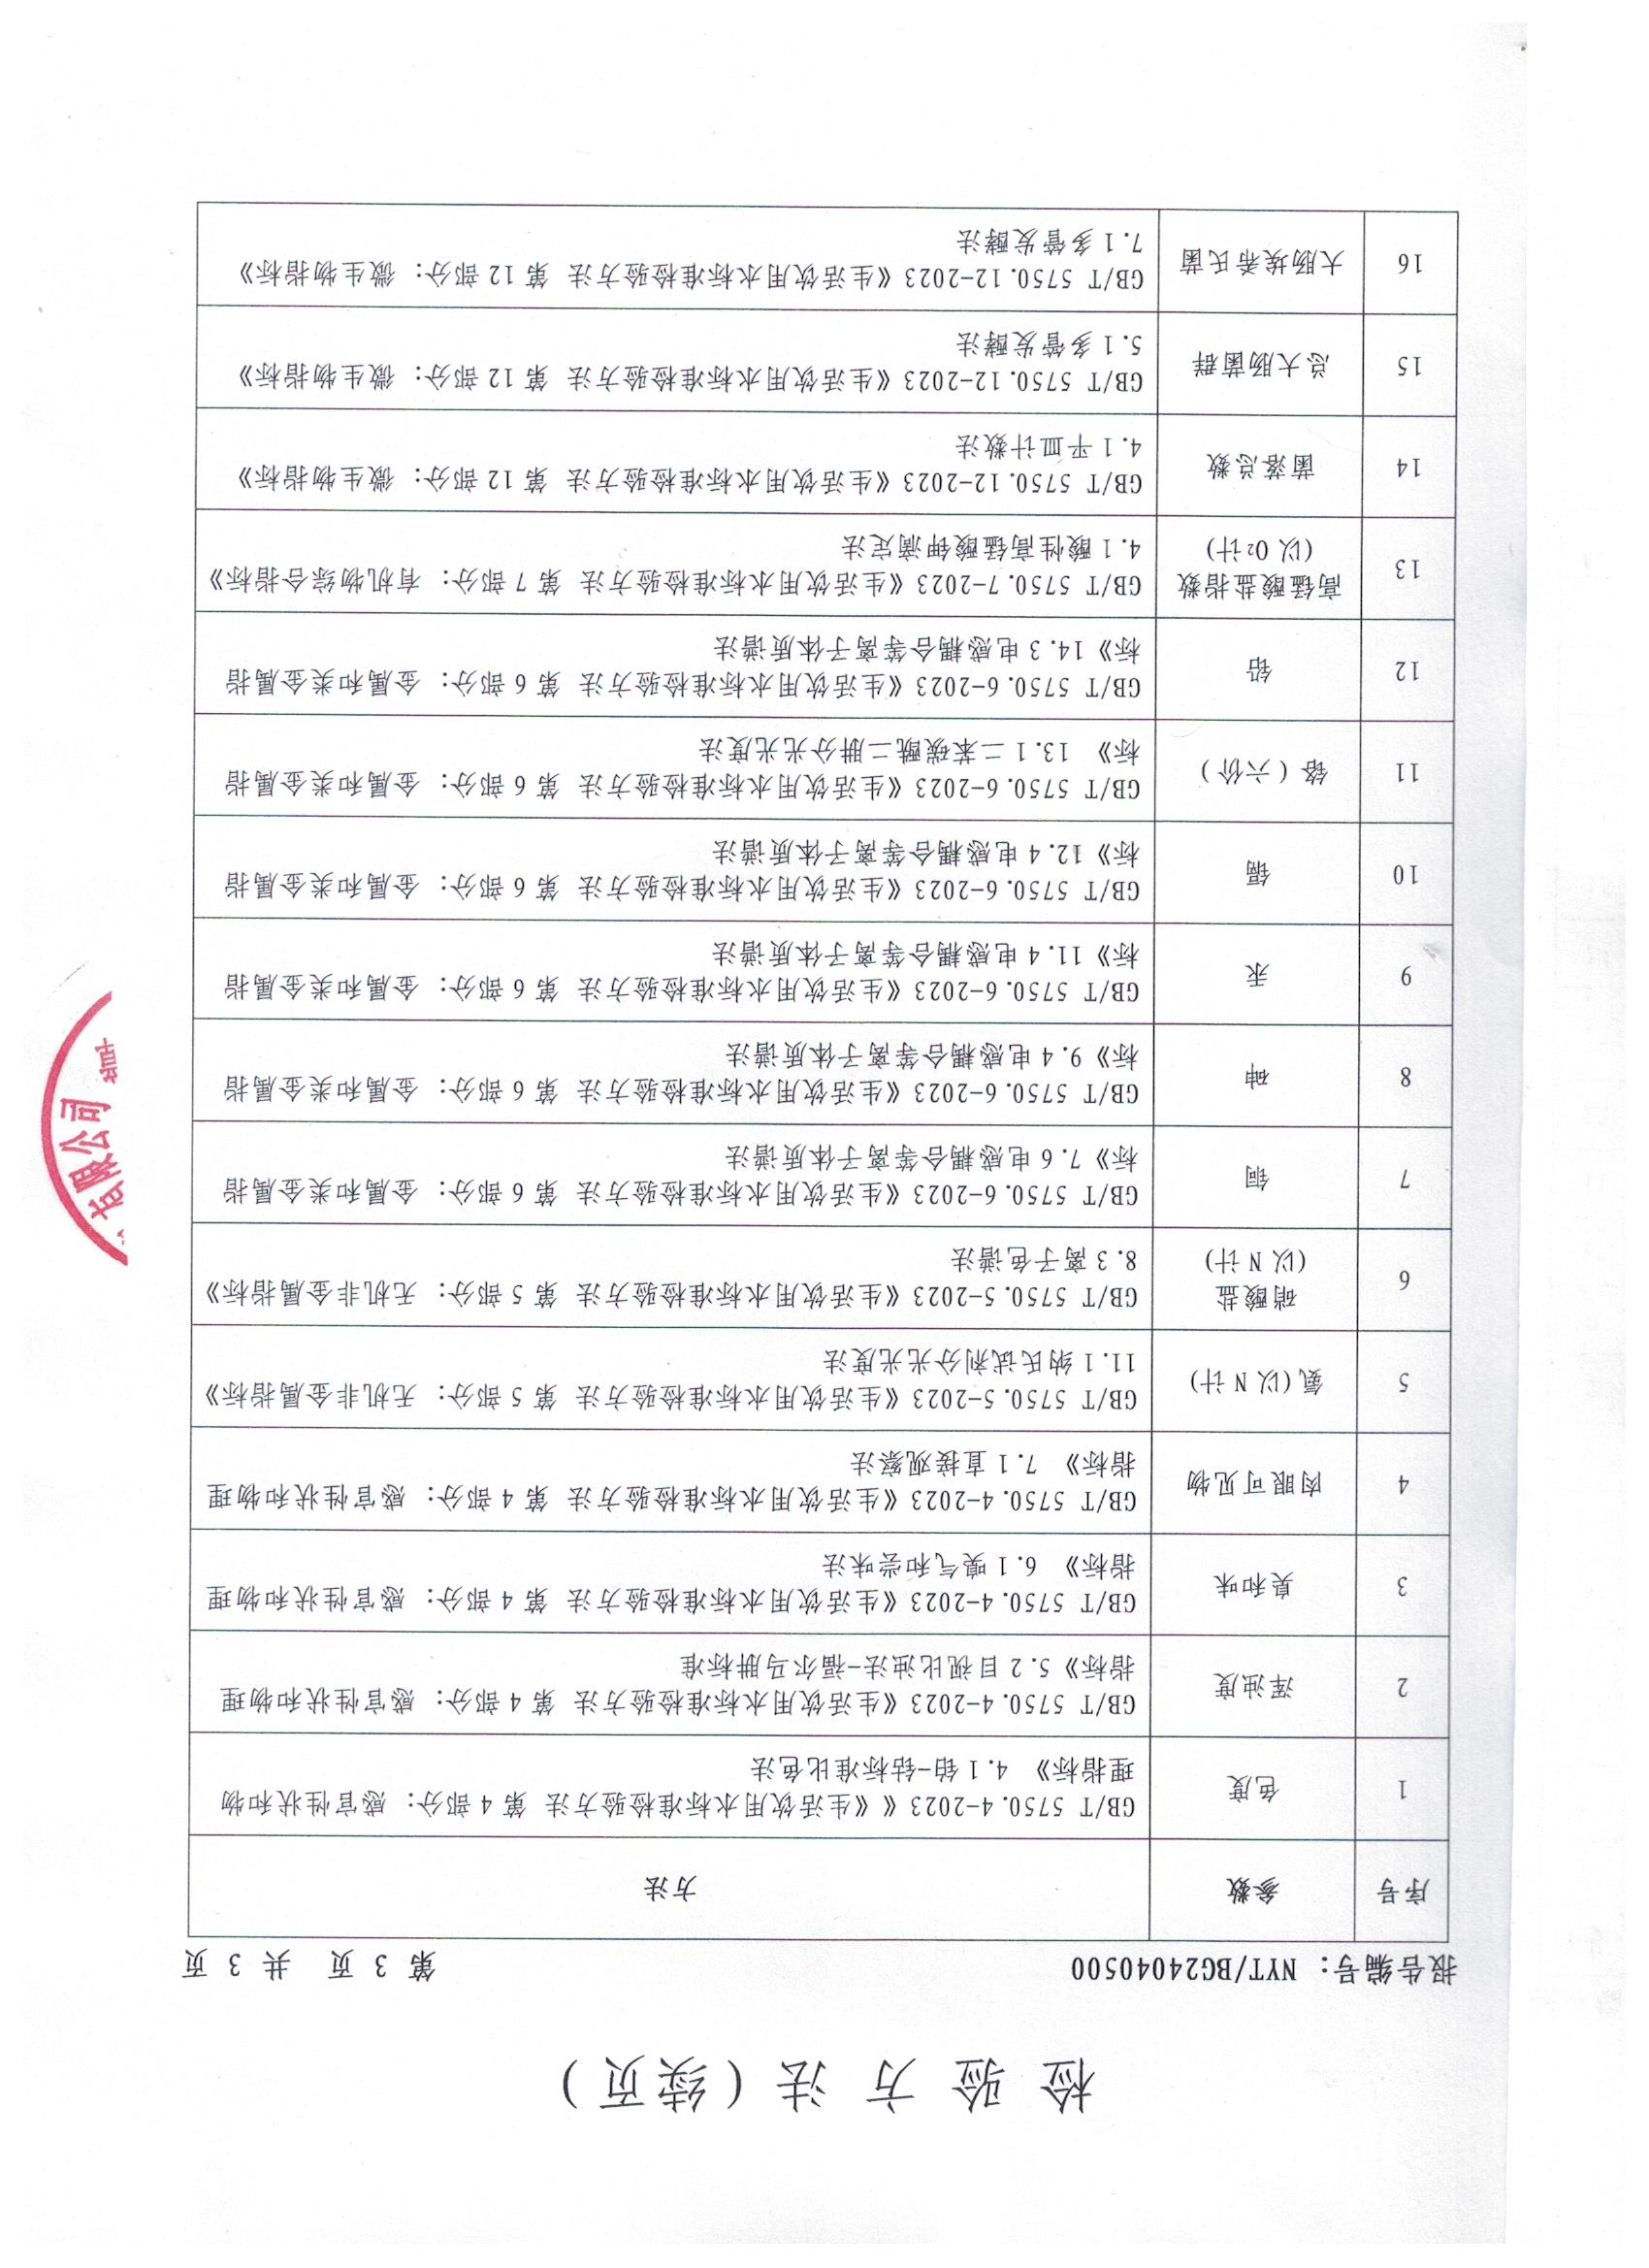 检 验 方 法（续页）
报告编号：NYT/BG24040500 第 3 页 共 3 页
序号 参数 方法
1 色度 GB/T 5750.4-2023《《生活饮用水标准检验方法 第 4 部分：感官性状和物
理指标》 4.1 铂-钴标准比色法
2 浑浊度 GB/T 5750.4-2023《生活饮用水标准检验方法 第 4 部分：感官性状和物理
指标》5.2 目视比浊法-福尔马肼标准
3 臭和味 GB/T 5750.4-2023《生活饮用水标准检验方法 第 4 部分：感官性状和物理
指标》 6.1 嗅气和尝味法
4 肉眼可见物 GB/T 5750.4-2023《生活饮用水标准检验方法 第 4 部分：感官性状和物理
指标》 7.1 直接观察法
5 氨(以 N 计) GB/T 5750.5-2023《生活饮用水标准检验方法 第 5 部分：无机非金属指标》
11.1 纳氏试剂分光光度法
6 硝酸盐 GB/T 5750.5-2023《生活饮用水标准检验方法 第 5 部分：无机非金属指标》
(以 N 计) 8.3 离子色谱法
7 铜 GB/T 5750.6-2023《生活饮用水标准检验方法 第 6 部分：金属和类金属指
标》7.6 电感耦合等离子体质谱法
8 砷 GB/T 5750.6-2023《生活饮用水标准检验方法 第 6 部分：金属和类金属指
标》9.4 电感耦合等离子体质谱法
9 汞 GB/T 5750.6-2023《生活饮用水标准检验方法 第 6 部分：金属和类金属指
标》11.4 电感耦合等离子体质谱法
10 镉 GB/T 5750.6-2023《生活饮用水标准检验方法 第 6 部分：金属和类金属指
标》12.4 电感耦合等离子体质谱法
11 铬（六价） GB/T 5750.6-2023《生活饮用水标准检验方法 第 6 部分：金属和类金属指
标》 13.1 二苯碳酰二肼分光光度法
12 铅 GB/T 5750.6-2023《生活饮用水标准检验方法 第 6 部分：金属和类金属指
标》14.3 电感耦合等离子体质谱法
13 高锰酸盐指数 GB/T 5750.7-2023《生活饮用水标准检验方法 第 7 部分：有机物综合指标》
(以 O2计) 4.1 酸性高锰酸钾滴定法
14 菌落总数 GB/T 5750.12-2023《生活饮用水标准检验方法 第 12 部分：微生物指标》
4.1 平皿计数法
15 总大肠菌群 GB/T 5750.12-2023《生活饮用水标准检验方法 第 12 部分：微生物指标》
5.1 多管发酵法
16 大肠埃希氏菌 GB/T 5750.12-2023《生活饮用水标准检验方法 第 12 部分：微生物指标》
7.1 多管发酵法
有限公司
章